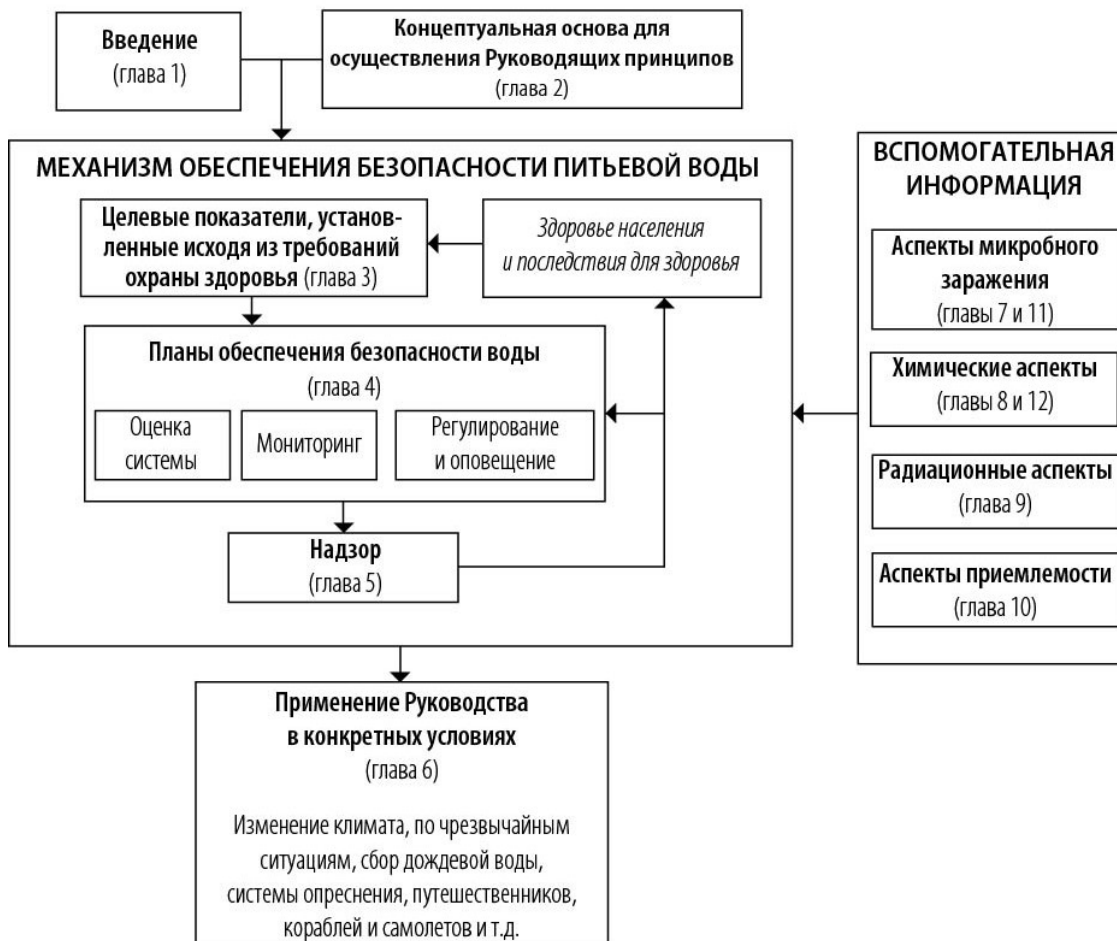 Введение
(глава 1)
Концептуальная основа для
осуществления Руководящих принципов
(глава 2)
МЕХАНИЗМ ОБЕСПЕЧЕНИЯ БЕЗОПАСНОСТИ ПИТЬЕВОЙ ВОДЫ
Целевые показатели, установ-
ленные исходя из требований
охраны здоровья (глава 3)
Здоровье населения
и последствия для здоровья
Планы обеспечения безопасности воды
(глава 4)
Оценка
системы
Мониторинг
Регулирование
и оповещение
Надзор
(глава 5)
ВСПОМОГАТЕЛЬНАЯ
ИНФОРМАЦИЯ
Аспекты микробного
заражения
(главы 7 и 11)
Химические аспекты
(главы 8 и 12)
Радиационные аспекты
(глава 9)
Аспекты приемлемости
(глава 10)
Применение Руководства
в конкретных условиях
(глава 6)
Изменение климата, по чрезвычайным
ситуациям, сбор дождевой воды,
системы опреснения, путешественников,
кораблей и самолетов и т.д.